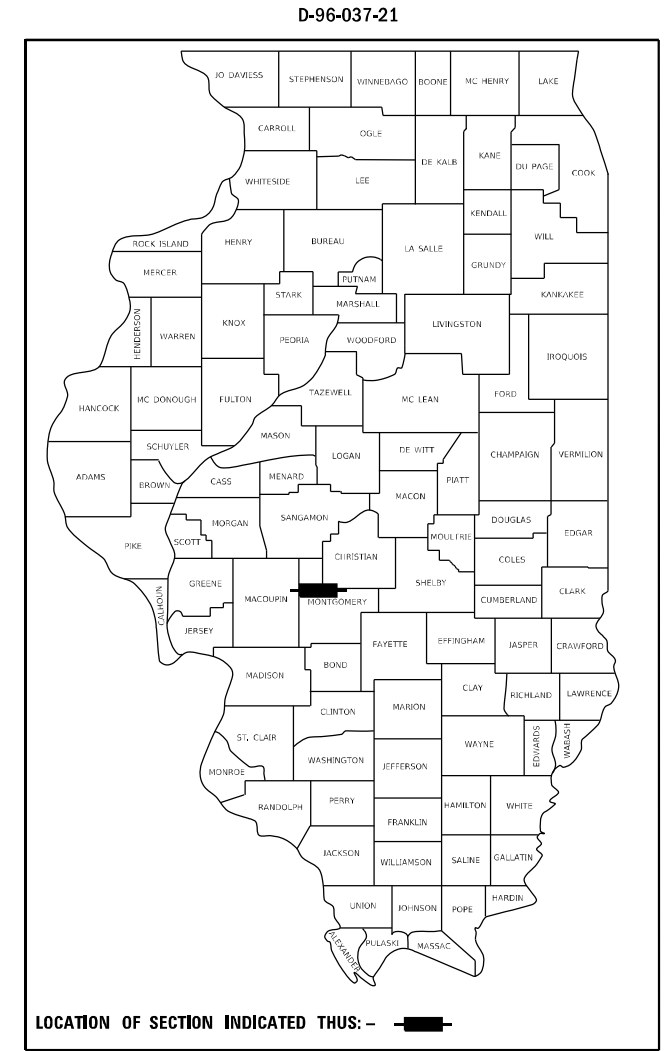 D-96-037-21
JO DAVIESS
STEPHENSON
WINNEBAGO
BOONE
MC HENRY
LAKE
CARROLL
OGLE
DE KALB
KANE
DU PAGE
COOK
WHITESIDE
LEE
KENDALL
WILL
ROCK ISLAND
HENRY
BUREAU
LA SALLE
GRUNDY
MERCER
PUTNAM
STARK
MARSHALL
KANKAKEE
HENDERSON
WARREN
KNOX
PEORIA
WOODFORD
LIVINGSTON
IROQUOIS
HANCOCK
MC DONOUGH
FULTON
TAZEWELL
MC LEAN
FORD
MASON
SCHUYLER
LOGAN
DE WITT
CHAMPAIGN
VERMILION
ADAMS
BROWN
CASS
MENARD
MACON
PIATT
PIKE
SCOTT
MORGAN
SANGAMON
CHRISTIAN
MOULTRIE
DOUGLAS
EDGAR
COLES
CALHOUN
GREENE
MACOUPIN
MONTGOMERY
SHELBY
CUMBERLAND
CLARK
JERSEY
FAYETTE
EFFINGHAM
JASPER
CRAWFORD
MADISON
BOND
CLAY
RICHLAND
LAWRENCE
CLINTON
MARION
ST. CLAIR
WAYNE
EDWARDS
WABASH
MONROE
WASHINGTON
JEFFERSON
RANDOLPH
PERRY
HAMILTON
WHITE
FRANKLIN
JACKSON
WILLIAMSON
SALINE
GALLATIN
UNION
JOHNSON
POPE
HARDIN
ALEXANDER
PULASKI
MASSAC
LOCATION OF SECTION INDICATED THUS: –